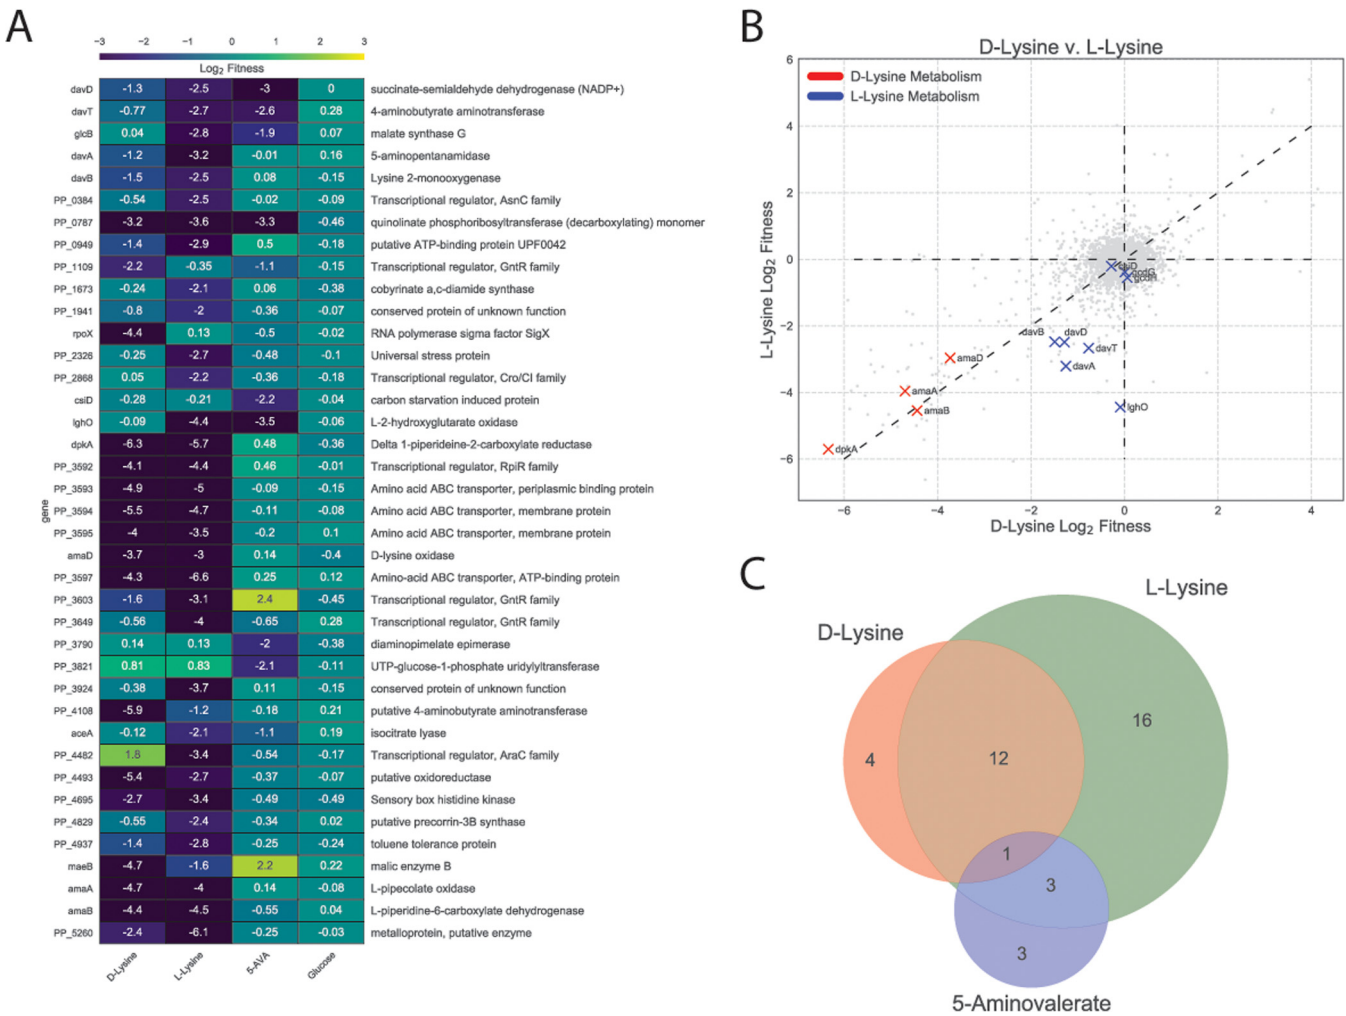 A
−3 −2 −1 0 1 2 3
Log2 Fitness
gene
davD -1.3 -2.5 -3 0 succinate-semialdehyde dehydrogenase (NADP+)
davT -0.77 -2.7 -2.6 0.28 4-aminobutyrate aminotransferase
glcB 0.04 -2.8 -1.9 0.07 malate synthase G
davA -1.2 -3.2 -0.01 0.16 5-aminopentanamidase
davB -1.5 -2.5 0.08 -0.15 Lysine 2-monooxygenase
PP_0384 -0.54 -2.5 -0.02 -0.09 Transcriptional regulator, AsnC family
PP_0787 -3.2 -3.6 -3.3 -0.46 quinolinate phosphoribosyltransferase (decarboxylating) monomer
PP_0949 -1.4 -2.9 0.5 -0.18 putative ATP-binding protein UPF0042
PP_1109 -2.2 -0.35 -1.1 -0.15 Transcriptional regulator, GntR family
PP_1673 -0.24 -2.1 0.06 -0.38 cobyrinate a,c-diamide synthase
PP_1941 -0.8 -2 -0.36 -0.07 conserved protein of unknown function
rpoX -4.4 0.13 -0.5 -0.02 RNA polymerase sigma factor SigX
PP_2326 -0.25 -2.7 -0.48 -0.1 Universal stress protein
PP_2868 0.05 -2.2 -0.36 -0.18 Transcriptional regulator, Cro/CI family
csiD -0.28 -0.21 -2.2 -0.04 carbon starvation induced protein
lghO -0.09 -4.4 -3.5 -0.06 L-2-hydroxyglutarate oxidase
dpkA -6.3 -5.7 0.48 -0.36 Delta 1-piperideine-2-carboxylate reductase
PP_3592 -4.1 -4.4 0.46 -0.01 Transcriptional regulator, RpiR family
PP_3593 -4.9 -5 -0.09 -0.15 Amino acid ABC transporter, periplasmic binding protein
PP_3594 -5.5 -4.7 -0.11 -0.08 Amino acid ABC transporter, membrane protein
PP_3595 -4 -3.5 -0.2 0.1 Amino acid ABC transporter, membrane protein
amaD -3.7 -3 0.14 -0.4 D-lysine oxidase
PP_3597 -4.3 -6.6 0.25 0.12 Amino-acid ABC transporter, ATP-binding protein
PP_3603 -1.6 -3.1 2.4 -0.45 Transcriptional regulator, GntR family
PP_3649 -0.56 -4 -0.65 0.28 Transcriptional regulator, GntR family
PP_3790 0.14 0.13 -2 -0.38 diaminopimelate epimerase
PP_3821 0.81 0.83 -2.1 -0.11 UTP-glucose-1-phosphate uridylyltransferase
PP_3924 -0.38 -3.7 0.11 -0.15 conserved protein of unknown function
PP_4108 -5.9 -1.2 -0.18 0.21 putative 4-aminobutyrate aminotransferase
aceA -0.12 -2.1 -1.1 0.19 isocitrate lyase
PP_4482 1.8 -3.4 -0.54 -0.17 Transcriptional regulator, AraC family
PP_4493 -5.4 -2.7 -0.37 -0.07 putative oxidoreductase
PP_4695 -2.7 -3.4 -0.49 -0.49 Sensory box histidine kinase
PP_4829 -0.55 -2.4 -0.34 0.02 putative precorrin-3B synthase
PP_4937 -1.4 -2.8 -0.25 -0.24 toluene tolerance protein
maeB -4.7 -1.6 2.2 0.22 malic enzyme B
amaA -4.7 -4 0.14 -0.08 L-pipecolate oxidase
amaB -4.4 -4.5 -0.55 0.04 L-piperidine-6-carboxylate dehydrogenase
PP_5260 -2.4 -6.1 -0.25 -0.03 metalloprotein, putative enzyme
D-Lysine L-Lysine 5-AVA Glucose
B
D-Lysine v. L-Lysine
D-Lysine Metabolism
L-Lysine Metabolism
6
4
2
0
−2
−4
−6
L-Lysine Log2 Fitness
csiD
gcdG
gcdR
davB davD
davT
amaD
davA
amaA
amaB
lghO
dpkA
−6 −4 −2 0 2 4
D-Lysine Log2 Fitness
C
L-Lysine
D-Lysine
16
4
12
1
3
3
5-Aminovalerate